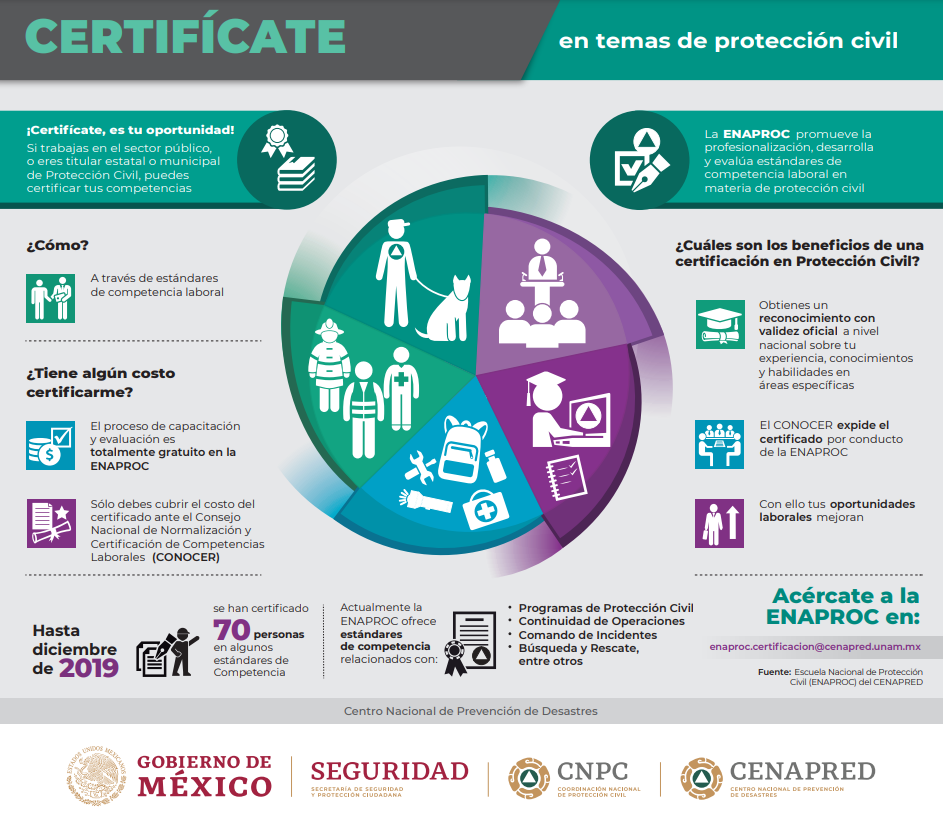 CERTIFÍCATE
en temas de protección civil
¡Certifícate, es tu oportunidad!
Si trabajas en el sector público,
o eres titular estatal o municipal
de Protección Civil, puedes
certificar tus competencias
La ENAPROC promueve la
profesionalización, desarrolla
y evalúa estándares de
competencia laboral en
materia de protección civil
¿Cómo?
A través de estándares
de competencia laboral
¿Tiene algún costo
certificarme?
El proceso de capacitación
y evaluación es
totalmente gratuito en la
ENAPROC
Sólo debes cubrir el costo del
certificado ante el Consejo
Nacional de Normalización y
Certificación de Competencias
Laborales (CONOCER)
¿Cuáles son los beneficios de una
certificación en Protección Civil?
Obtienes un
reconocimiento con
validez oficial a nivel
nacional sobre tu
experiencia, conocimientos
y habilidades en
áreas específicas
El CONOCER expide el
certificado por conducto
de la ENAPROC
Con ello tus oportunidades
laborales mejoran
Hasta
diciembre
de 2019
se han certificado
70 personas
en algunos
estándares de
Competencia
Actualmente la
ENAPROC ofrece
estándares
de competencia
relacionados con:
• Programas de Protección Civil
• Continuidad de Operaciones
• Comando de Incidentes
• Búsqueda y Rescate,
entre otros
Acércate a la
ENAPROC en:
enaproc.certificacion@cenapred.unam.mx
Fuente: Escuela Nacional de Protección
Civil (ENAPROC) del CENAPRED
Centro Nacional de Prevención de Desastres
ESTADOS UNIDOS MEXICANOS
GOBIERNO DE
MÉXICO
SEGURIDAD
SECRETARÍA DE SEGURIDAD
Y PROTECCIÓN CIUDADANA
CNPC
COORDINACIÓN NACIONAL
DE PROTECCIÓN CIVIL
CENAPRED
CENTRO NACIONAL DE PREVENCIÓN
DE DESASTRES